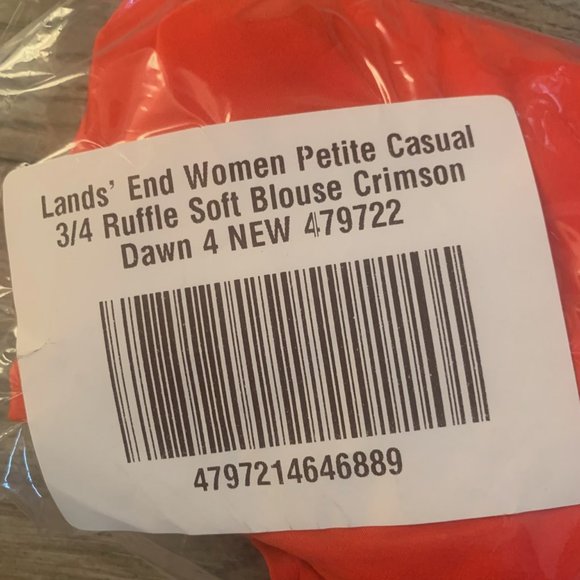 Lands' End Women Petite Casual
3/4 Ruffle Soft Blouse Crimson
Dawn 4 NEW 479722
4797214646889